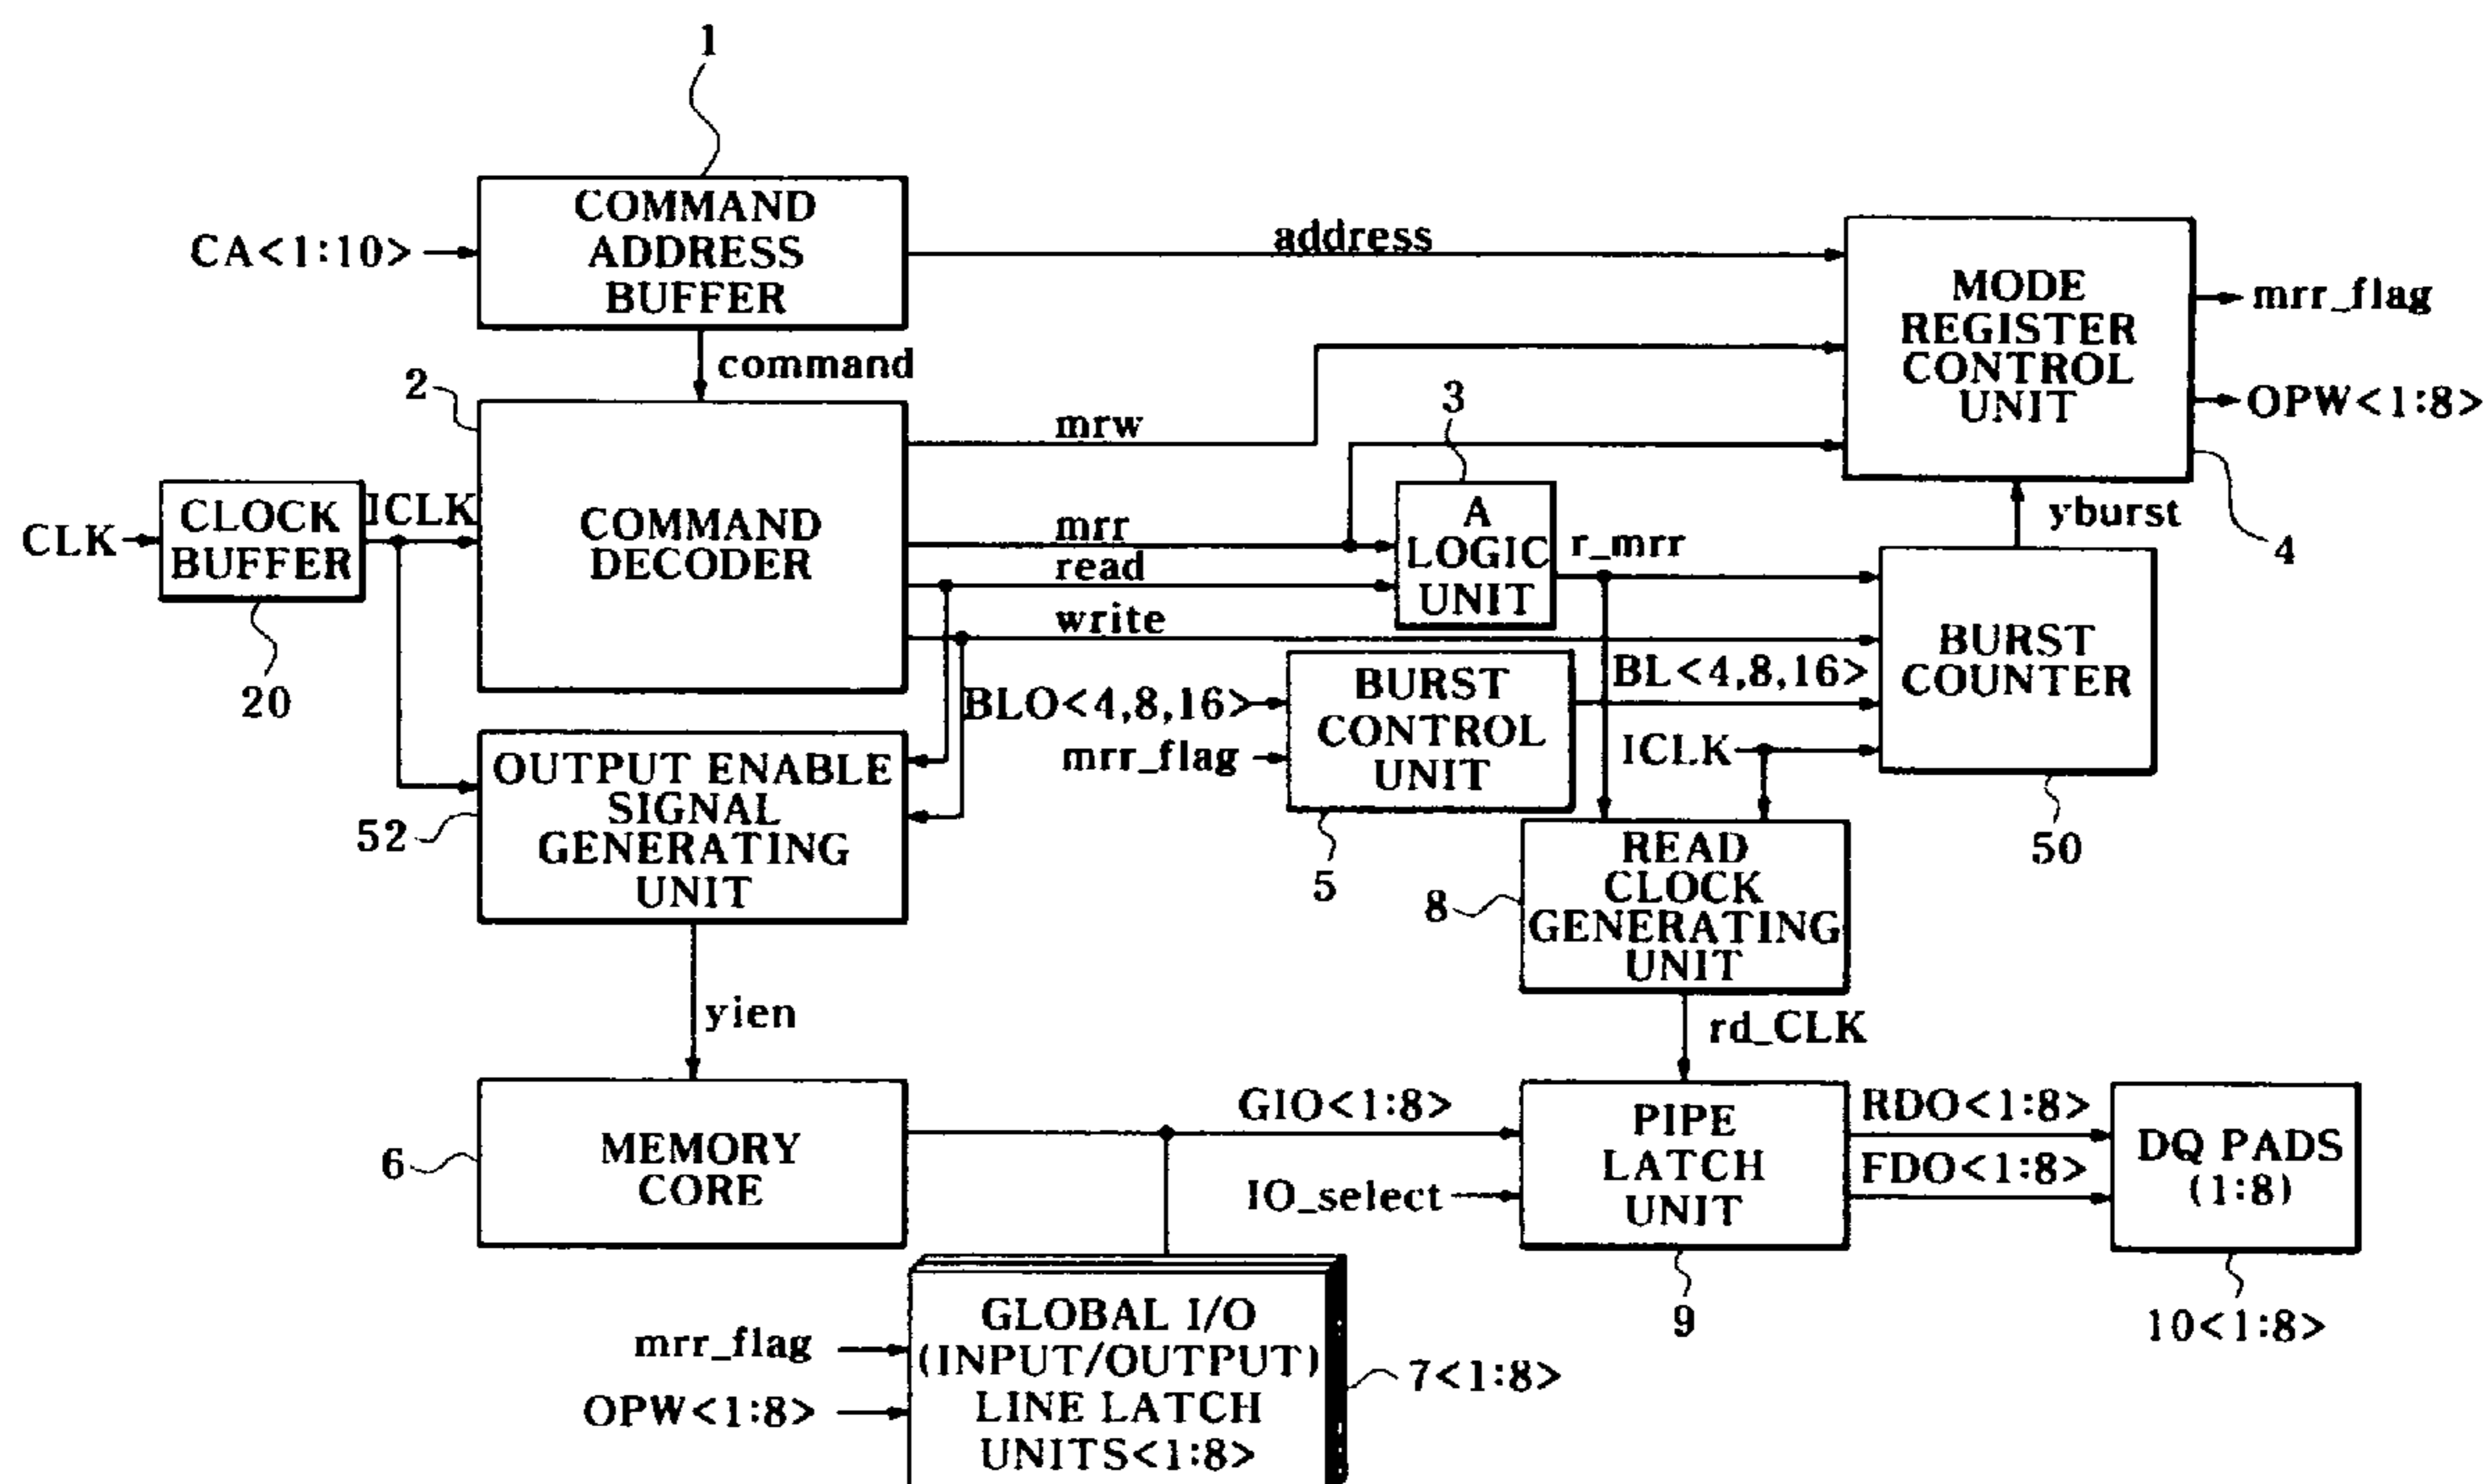 1
COMMAND
ADDRESS
BUFFER
CA<1:10>
address
MODE
REGISTER
CONTROL
UNIT
mrr_flag
OPW<1:8>
4
command
2
COMMAND
DECODER
mrw
mrr
read
write
3
A
LOGIC
UNIT
r_mrr
yburst
CLK
CLOCK
BUFFER
ICLK
20
BLO<4,8,16>
mrr_flag
BURST
CONTROL
UNIT
5
BL<4,8,16>
ICLK
BURST
COUNTER
50
OUTPUT ENABLE
SIGNAL
GENERATING
UNIT
52
8
READ
CLOCK
GENERATING
UNIT
yien
rd_CLK
6
MEMORY
CORE
GIO<1:8>
IO_select
PIPE
LATCH
UNIT
9
RDO<1:8>
FDO<1:8>
DQ PADS
(1:8)
10<1:8>
mrr_flag
OPW<1:8>
GLOBAL I/O
(INPUT/OUTPUT)
LINE LATCH
UNITS<1:8>
7<1:8>